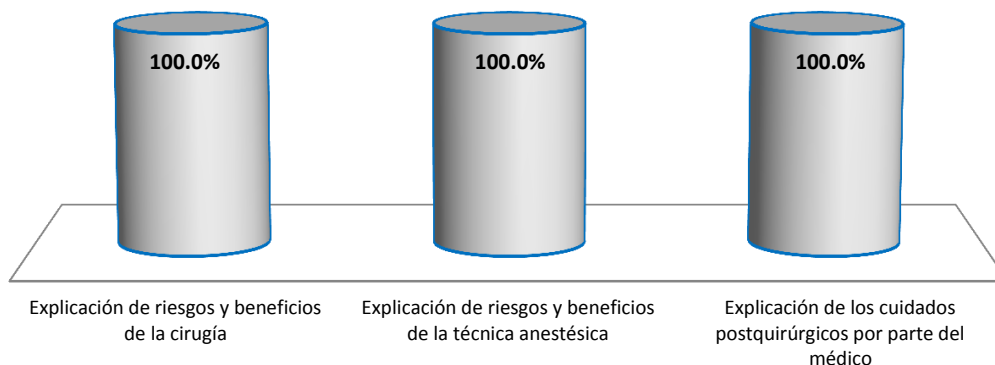 100.0%
100.0%
100.0%
Explicación de riesgos y beneficios
de la cirugía
Explicación de riesgos y beneficios
de la técnica anestésica
Explicación de los cuidados
postquirúrgicos por parte del
médico